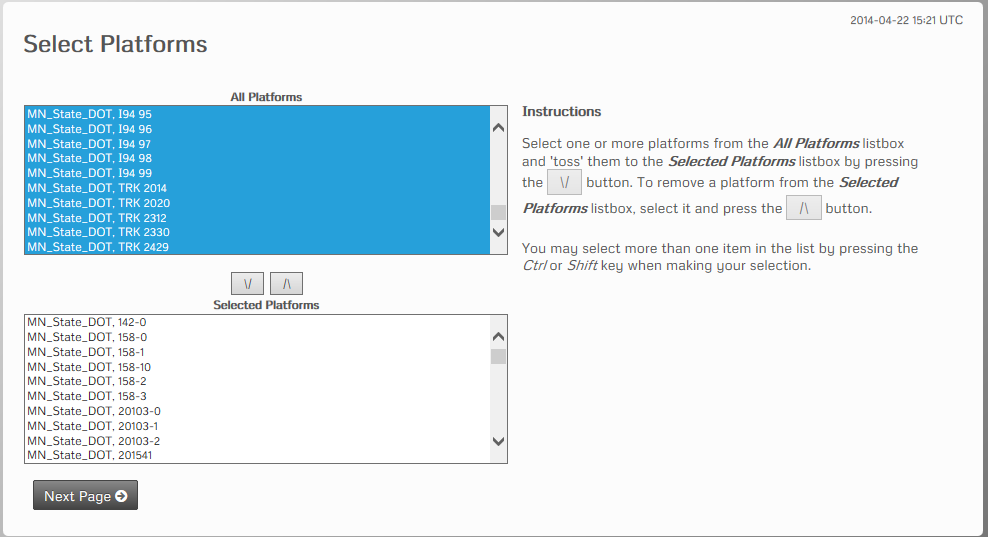 2014-04-22 15:21 UTC
Select Platforms
All Platforms
MN_State_DOT, I94 95
MN_State_DOT, I94 96
MN_State_DOT, I94 97
MN_State_DOT, I94 98
MN_State_DOT, I94 99
MN_State_DOT, TRK 2014
MN_State_DOT, TRK 2020
MN_State_DOT, TRK 2312
MN_State_DOT, TRK 2330
MN_State_DOT, TRK 2429
\/ /\
Selected Platforms
MN_State_DOT, 142-0
MN_State_DOT, 158-0
MN_State_DOT, 158-1
MN_State_DOT, 158-10
MN_State_DOT, 158-2
MN_State_DOT, 158-3
MN_State_DOT, 20103-0
MN_State_DOT, 20103-1
MN_State_DOT, 20103-2
MN_State_DOT, 201541
Next Page
Instructions
Select one or more platforms from the All Platforms listbox
and 'toss' them to the Selected Platforms listbox by pressing
the \/ button. To remove a platform from the Selected
Platforms listbox, select it and press the /\ button.
You may select more than one item in the list by pressing the
Ctrl or Shift key when making your selection.